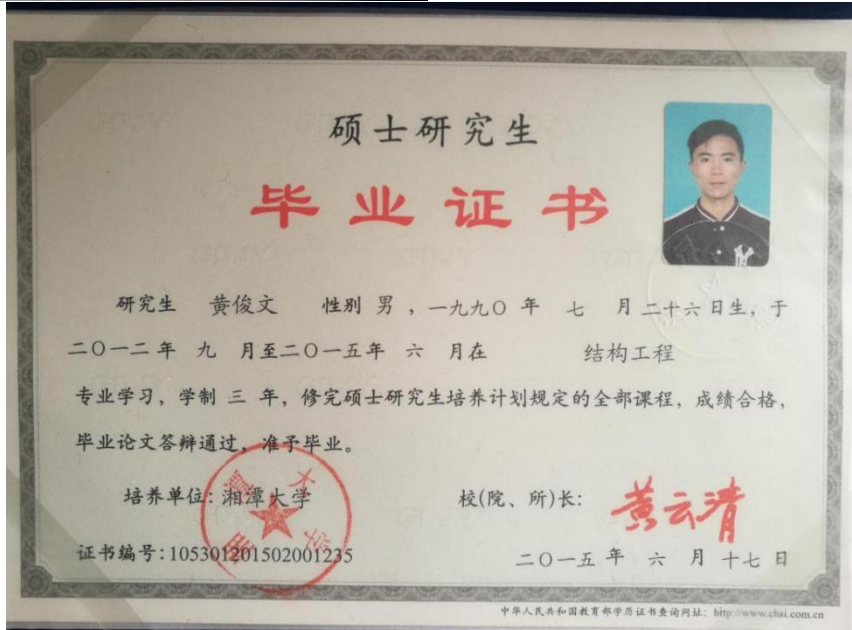 硕士研究生
毕业证书
研究生 黄俊文 性别 男 ，一九九〇 年 七 月 二十六 日生，于
二〇一二 年 九 月至二〇一五年 六 月在 结构工程
专业学习，学制 三 年，修完硕士研究生培养计划规定的全部课程，成绩合格，
毕业论文答辩通过，准予毕业。
培养单位：湘潭大学 校(院、所)长： 黄云清
证书编号：105301201502001235 二〇一五 年 六 月 十七 日
湘潭大学
中华人民共和国教育部学历证书查询网址：http://www.chsi.com.cn